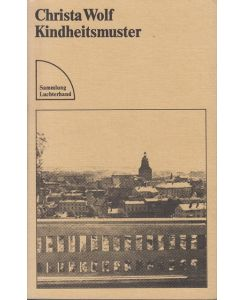 Christa Wolf
Kindheitsmuster
Sammlung
Luchterhand